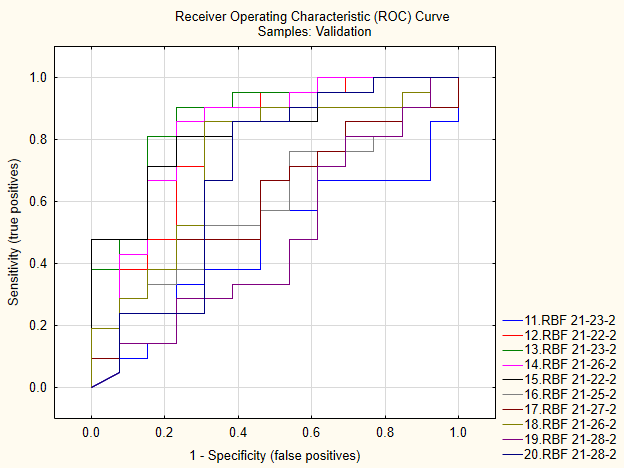 Receiver Operating Characteristic (ROC) Curve
Samples: Validation
1.0
0.8
0.6
0.4
0.2
0.0
Sensitivity (true positives)
0.0 0.2 0.4 0.6 0.8 1.0
1 - Specificity (false positives)
11.RBF 21-23-2
12.RBF 21-22-2
13.RBF 21-23-2
14.RBF 21-26-2
15.RBF 21-22-2
16.RBF 21-25-2
17.RBF 21-27-2
18.RBF 21-26-2
19.RBF 21-28-2
20.RBF 21-28-2